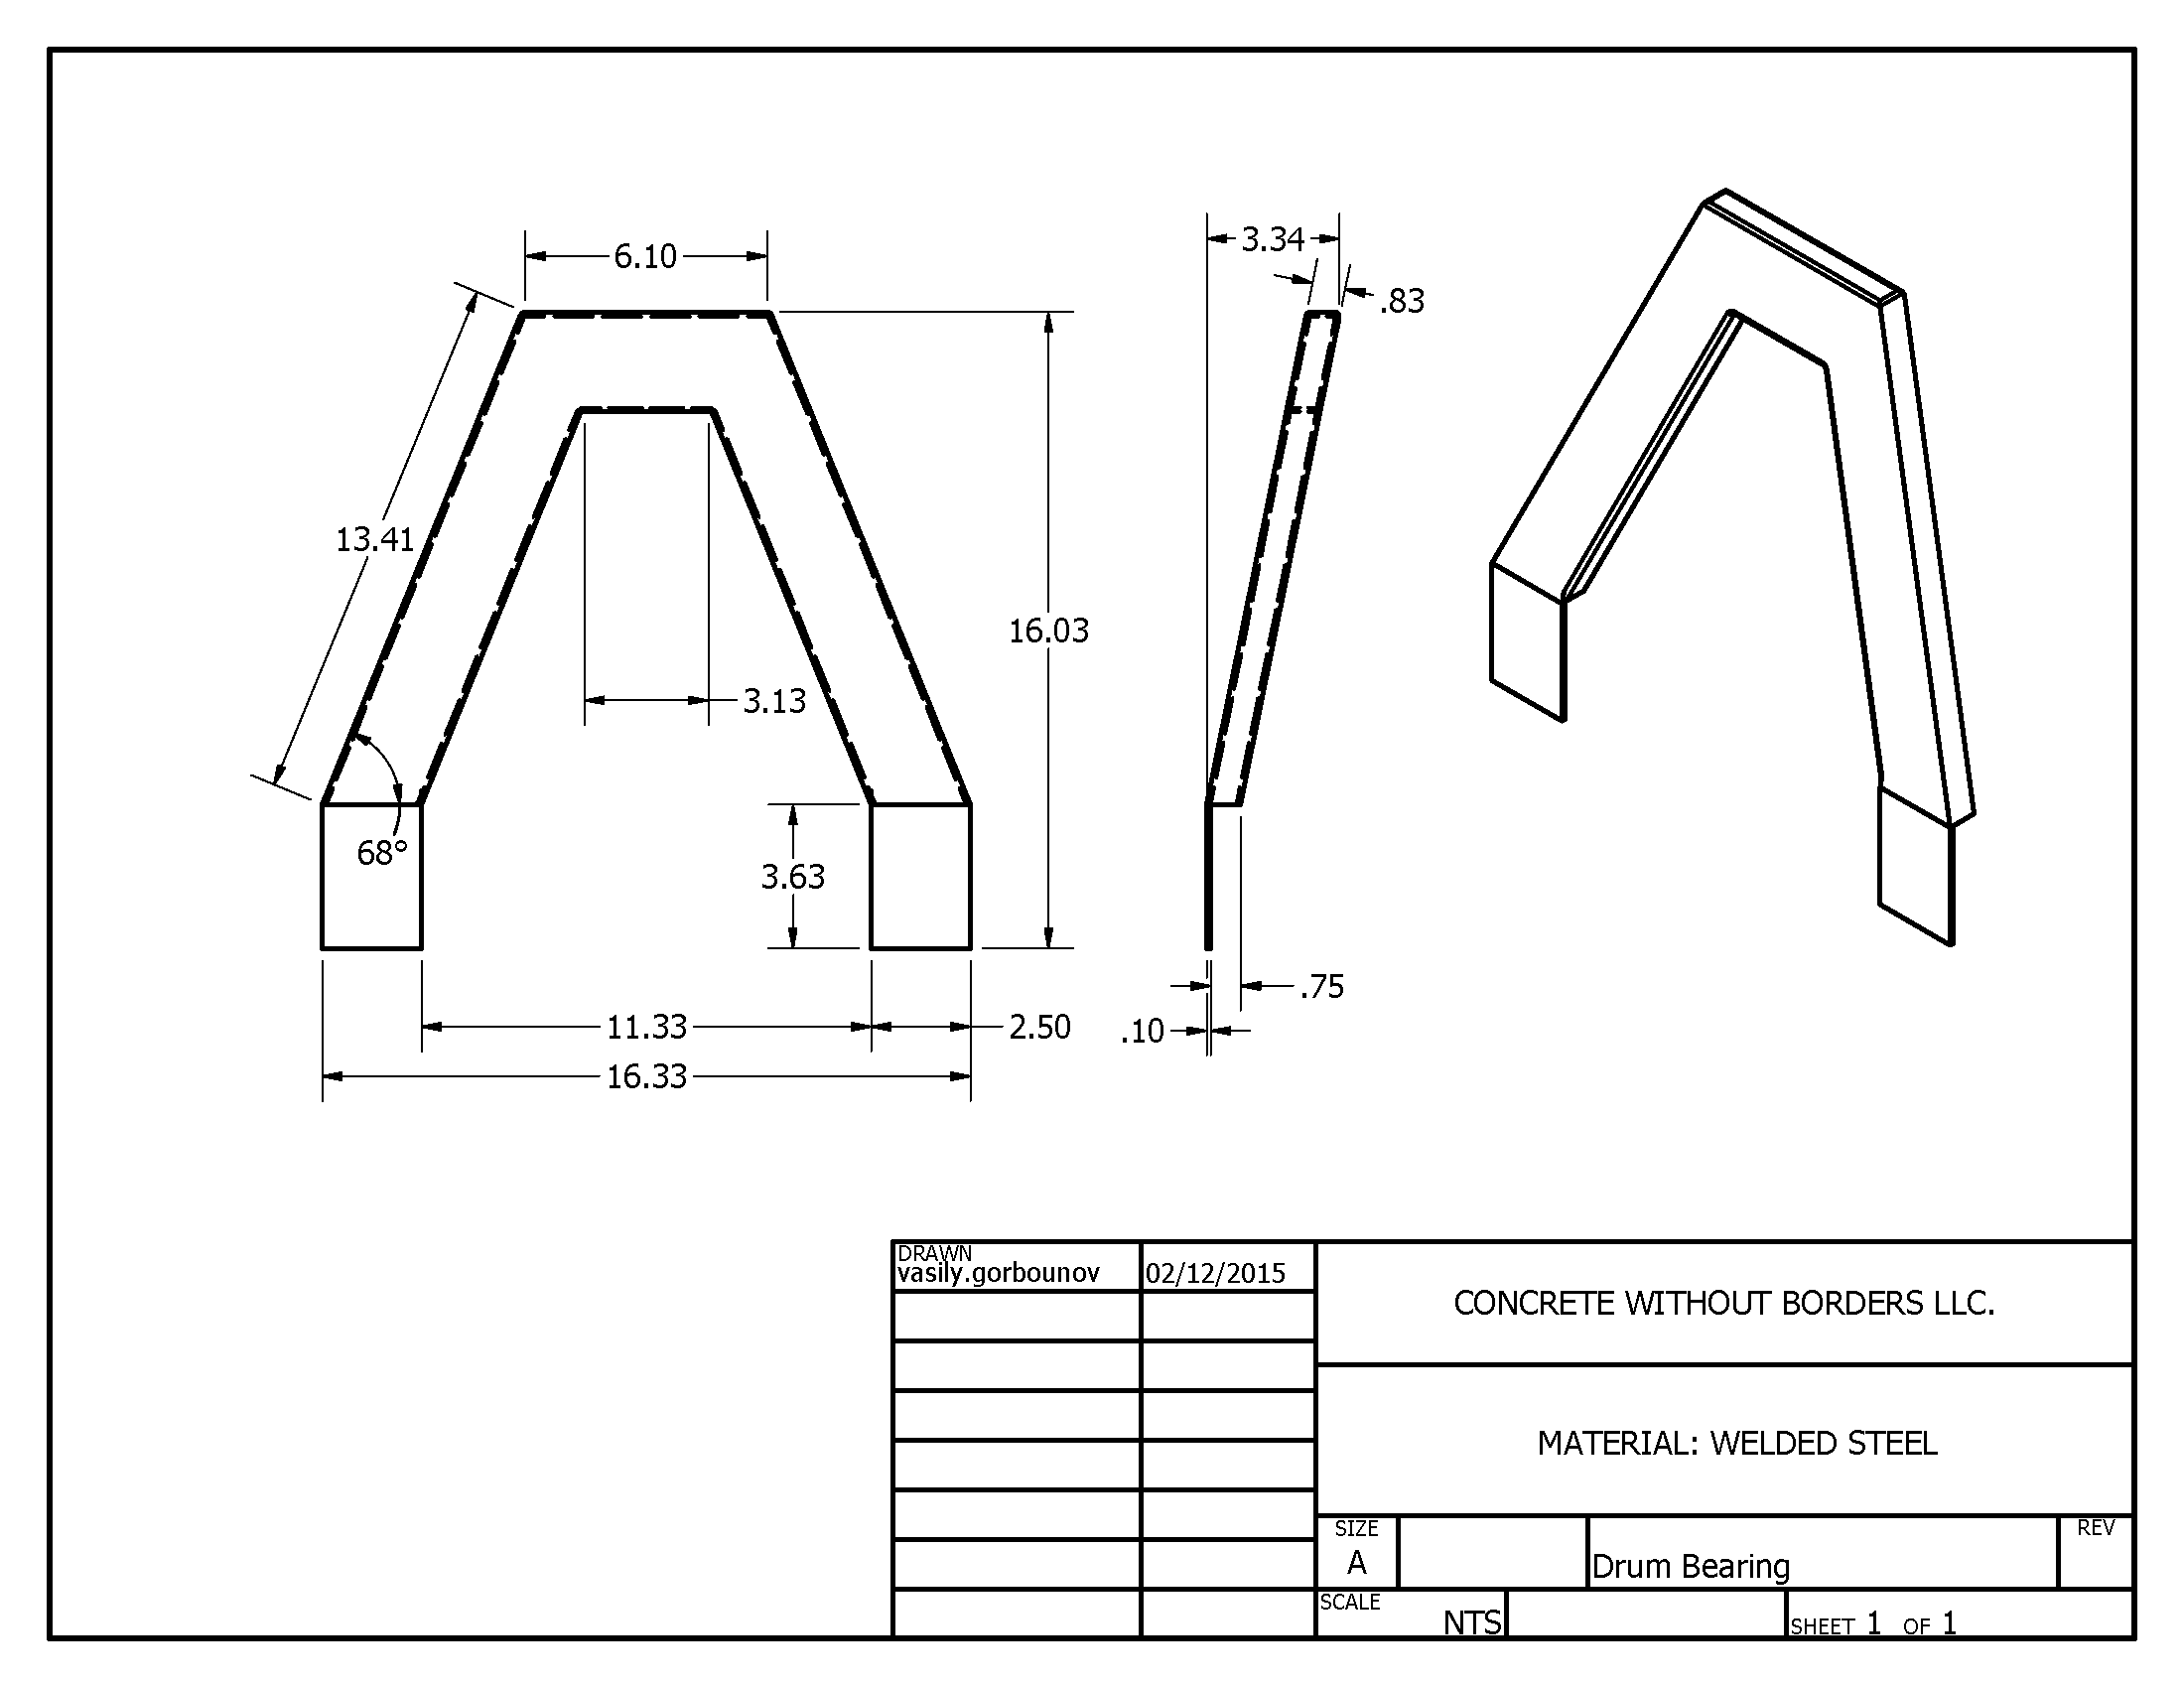 6.10
3.34
.83
13.41
16.03
3.13
68°
3.63
.75
11.33
2.50
.10
16.33
DRAWN
vasily.gorbounov
02/12/2015
CONCRETE WITHOUT BORDERS LLC.
MATERIAL: WELDED STEEL
SIZE
A
Drum Bearing
REV
SCALE
NTS
SHEET 1 OF 1